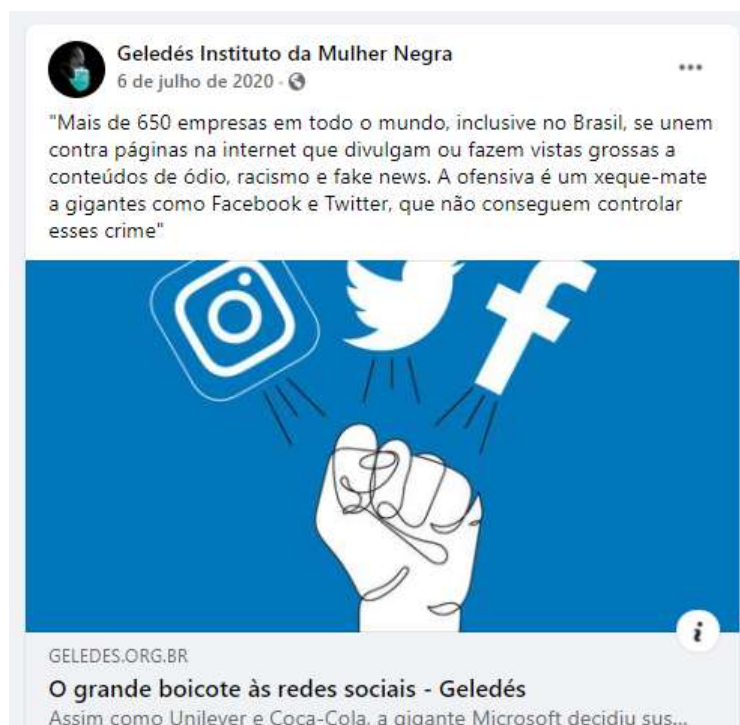 Geledés Instituto da Mulher Negra
6 de julho de 2020 ·
"Mais de 650 empresas em todo o mundo, inclusive no Brasil, se unem
contra páginas na internet que divulgam ou fazem vistas grossas a
conteúdos de ódio, racismo e fake news. A ofensiva é um xeque-mate
a gigantes como Facebook e Twitter, que não conseguem controlar
esses crime"
GELEDES.ORG.BR
O grande boicote às redes sociais - Geledés
Assim como Unilever e Coca-Cola, a gigante Microsoft decidiu sus...